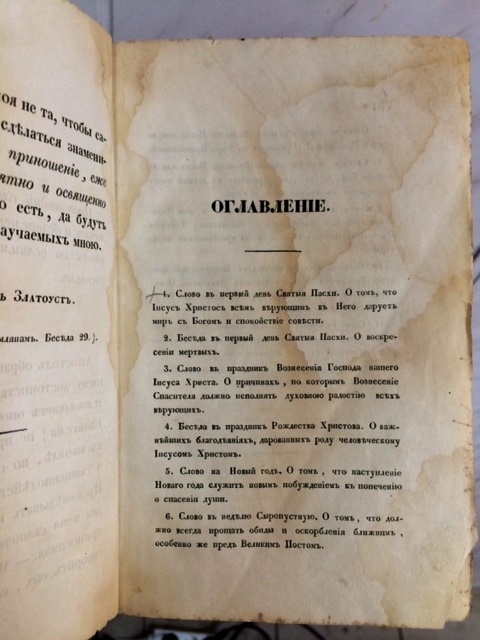 оя не та, чтобы са-
сдѣлаться знамени-
приношеніе, еже
ятно и освященно
о есть, да будутъ
аучаемыхъ мною.
ъ Златоустъ.
млянамъ. Бесѣда 29.)
ОГЛАВЛЕНІЕ.
1. Слово въ первый день Святыя Пасхи. О томъ, что
Іисусъ Христосъ всѣмъ вѣрующимъ въ Него даруетъ
миръ съ Богомъ и спокойствіе совѣсти.
2. Бесѣда въ первый день Святыя Пасхи. О воскре-
сеніи мертвыхъ.
3. Слово въ праздникъ Вознесенія Господа нашего
Іисуса Христа. О причинахъ, по которымъ Вознесеніе
Спасителя должно исполнять духовною радостію всѣхъ
вѣрующихъ.
4. Бесѣда въ праздникъ Рождества Христова. О важ-
нѣйшихъ благодѣяніяхъ, дарованныхъ роду человѣческому
Іисусомъ Христомъ.
5. Слово на Новый годъ. О томъ, что наступленіе
Новаго года служитъ новымъ побужденіемъ къ попеченію
о спасеніи души.
6. Слово въ недѣлю Сыропустную. О томъ, что дол-
жно всегда прощать обиды и оскорбленія ближнимъ,
особенно же предъ Великимъ Постомъ.